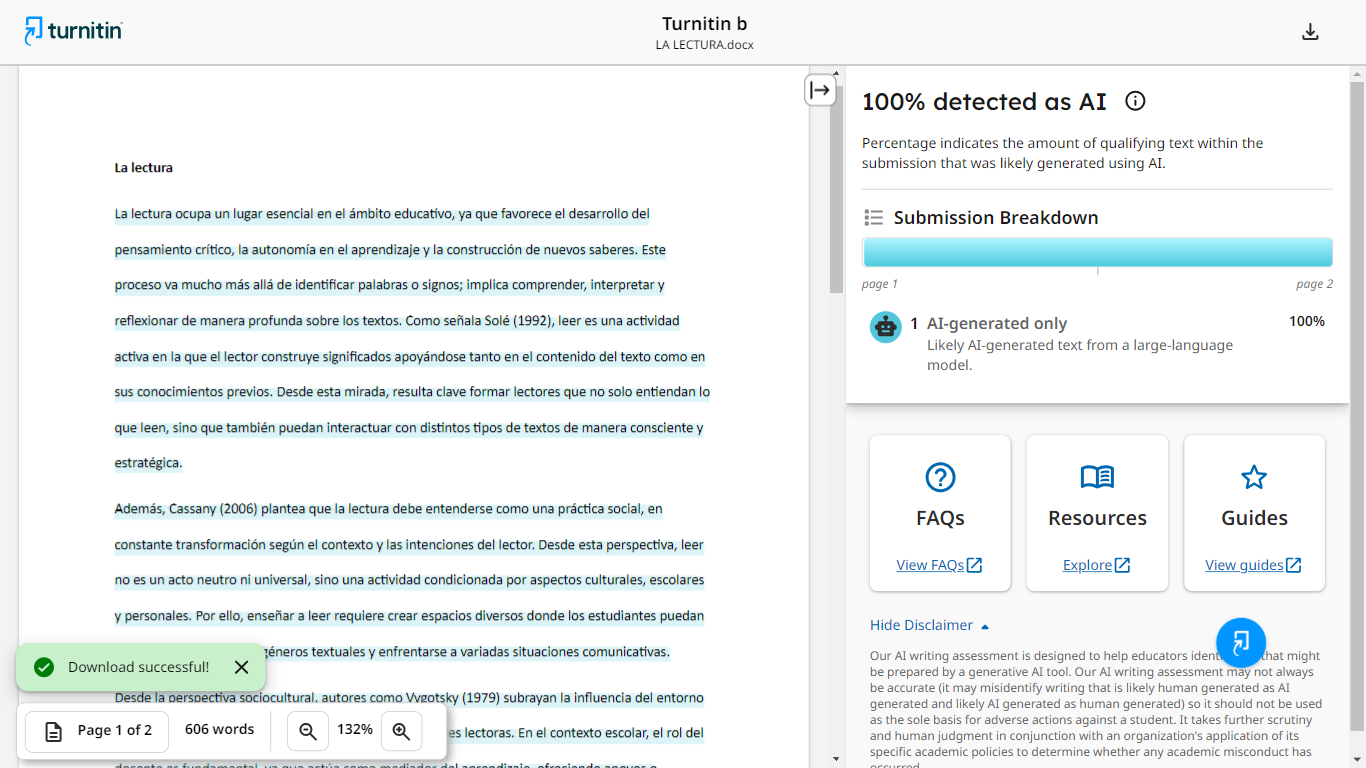 turnitin
Turnitin b
LA LECTURA.docx
La lectura
La lectura ocupa un lugar esencial en el ámbito educativo, ya que favorece el desarrollo del
pensamiento crítico, la autonomía en el aprendizaje y la construcción de nuevos saberes. Este
proceso va mucho más allá de identificar palabras o signos; implica comprender, interpretar y
reflexionar de manera profunda sobre los textos. Como señala Solé (1992), leer es una actividad
activa en la que el lector construye significados apoyándose tanto en el contenido del texto como en
sus conocimientos previos. Desde esta mirada, resulta clave formar lectores que no solo entiendan lo
que leen, sino que también puedan interactuar con distintos tipos de textos de manera consciente y
estratégica.
Además, Cassany (2006) plantea que la lectura debe entenderse como una práctica social, en
constante transformación según el contexto y las intenciones del lector. Desde esta perspectiva, leer
no es un acto neutro ni universal, sino una actividad condicionada por aspectos culturales, escolares
y personales. Por ello, enseñar a leer requiere crear espacios diversos donde los estudiantes puedan
géneros textuales y enfrentarse a variadas situaciones comunicativas.
Desde la perspectiva sociocultural, autores como Vygotsky (1979) subrayan la influencia del entorno
es lectoras. En el contexto escolar, el rol del
docente es fundamental, ya que actúa como mediador del aprendizaje, ofreciendo apoyos o
Download successful!
Page 1 of 2
606 words
132%
100% detected as AI
Percentage indicates the amount of qualifying text within the
submission that was likely generated using AI.
Submission Breakdown
page 1
page 2
1 AI-generated only 100%
Likely AI-generated text from a large-language
model.
FAQs
View FAQs
Resources
Explore
Guides
View guides
Hide Disclaimer
Our AI writing assessment is designed to help educators that might
be prepared by a generative AI tool. Our AI writing assessment may not always
be accurate (it may misidentify writing that is likely human generated as AI
generated and likely AI generated as human generated) so it should not be used
as the sole basis for adverse actions against a student. It takes further scrutiny
and human judgment in conjunction with an organization's application of its
specific academic policies to determine whether any academic misconduct has
occurred.